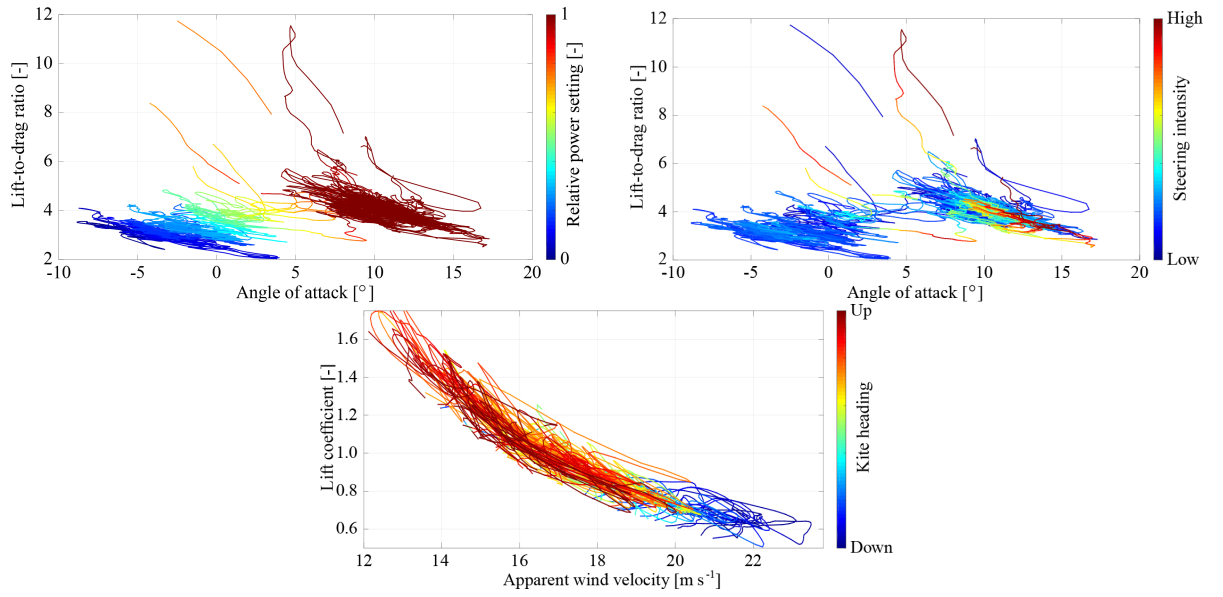 12
10
8
6
4
2
-10 -5 0 5 10 15 20
Lift-to-drag ratio [-]
Angle of attack [°]
1
0
Relative power setting [-]
12
10
8
6
4
2
-10 -5 0 5 10 15 20
Lift-to-drag ratio [-]
Angle of attack [°]
High
Low
Steering intensity
1.6
1.4
1.2
1.0
0.8
0.6
12 14 16 18 20 22
Lift coefficient [-]
Apparent wind velocity [m s-1]
Up
Down
Kite heading